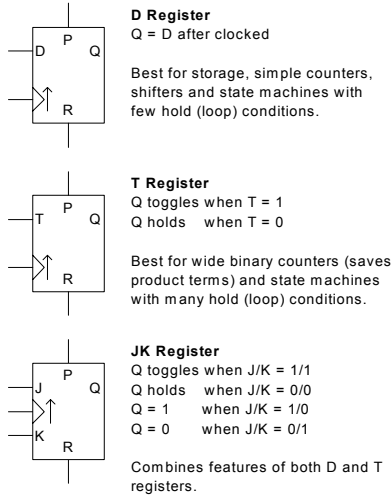 P
D Q
R
D Register
Q = D after clocked
Best for storage, simple counters,
shifters and state machines with
few hold (loop) conditions.
P
T Q
R
T Register
Q toggles when T = 1
Q holds when T = 0
Best for wide binary counters (saves
product terms) and state machines
with many hold (loop) conditions.
P
J Q
K
R
JK Register
Q toggles when J/K = 1/1
Q holds when J/K = 0/0
Q = 1 when J/K = 1/0
Q = 0 when J/K = 0/1
Combines features of both D and T
registers.